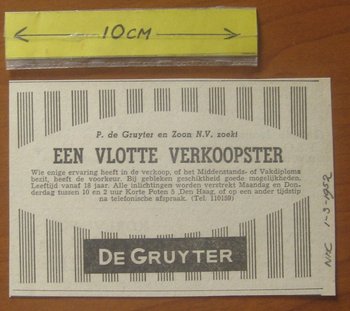 10CM
P. de Gruyter en Zoon N.V. zoekt
EEN VLOTTE VERKOOPSTER
Wie enige ervaring heeft in de verkoop, of het Middenstands- of Vakdiploma
bezit, heeft de voorkeur. Bij gebleken geschiktheid goede mogelijkheden.
Leeftijd vanaf 18 jaar. Alle inlichtingen worden verstrekt Maandag en Don-
derdag tussen 10 en 2 uur Korte Poten 5 ,Den Haag, of op een ander tijdstip
na telefonische afspraak. (Tel. 110159)
DE GRUYTER
1-3-1952